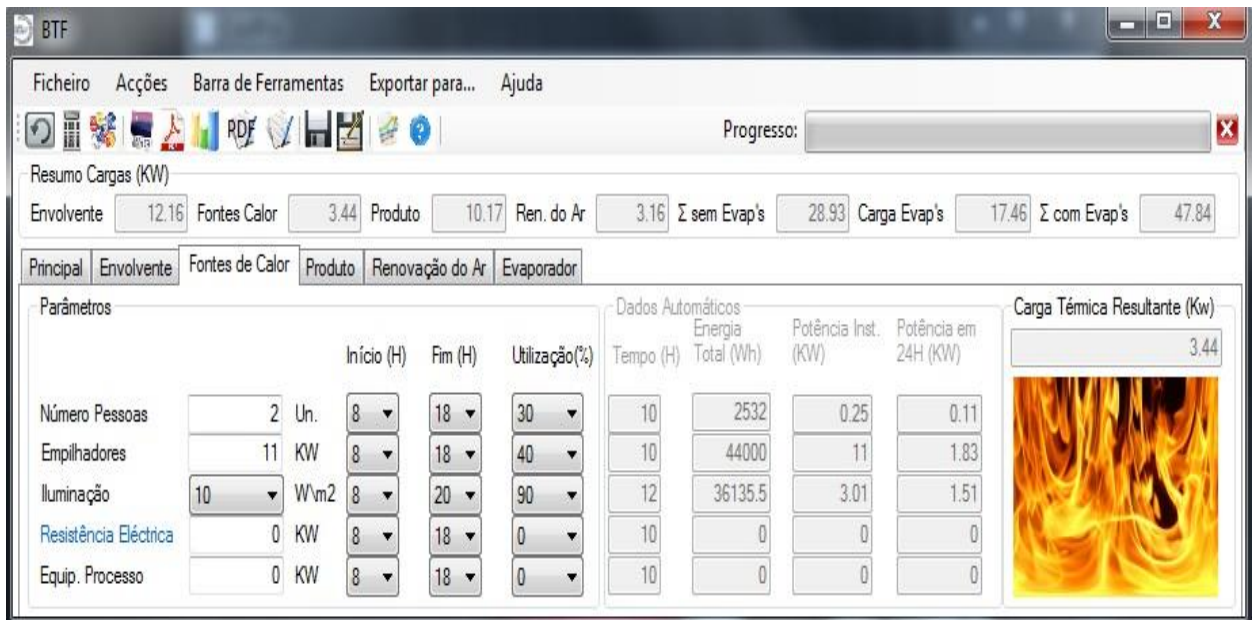 BTF
Ficheiro Acções Barra de Ferramentas Exportar para... Ajuda
RDF Progresso:
Resumo Cargas (KW)
Envolvente 12.16 Fontes Calor 3.44 Produto 10.17 Ren. do Ar 3.16 Σ sem Evap's 28.93 Carga Evap's 17.46 Σ com Evap's 47.84
Principal Envolvente Fontes de Calor Produto Renovação do Ar Evaporador
Parâmetros Dados Automáticos Carga Térmica Resultante (Kw)
Início (H) Fim (H) Utilização(%) Tempo (H) Energia Total (Wh) Potência Inst. (KW) Potência em 24H (KW) 3.44
Número Pessoas 2 Un. 8 18 30 10 2532 0.25 0.11
Empilhadores 11 KW 8 18 40 10 44000 11 1.83
Iluminação 10 W\m2 8 20 90 12 36135.5 3.01 1.51
Resistência Eléctrica 0 KW 8 18 0 10 0 0 0
Equip. Processo 0 KW 8 18 0 10 0 0 0